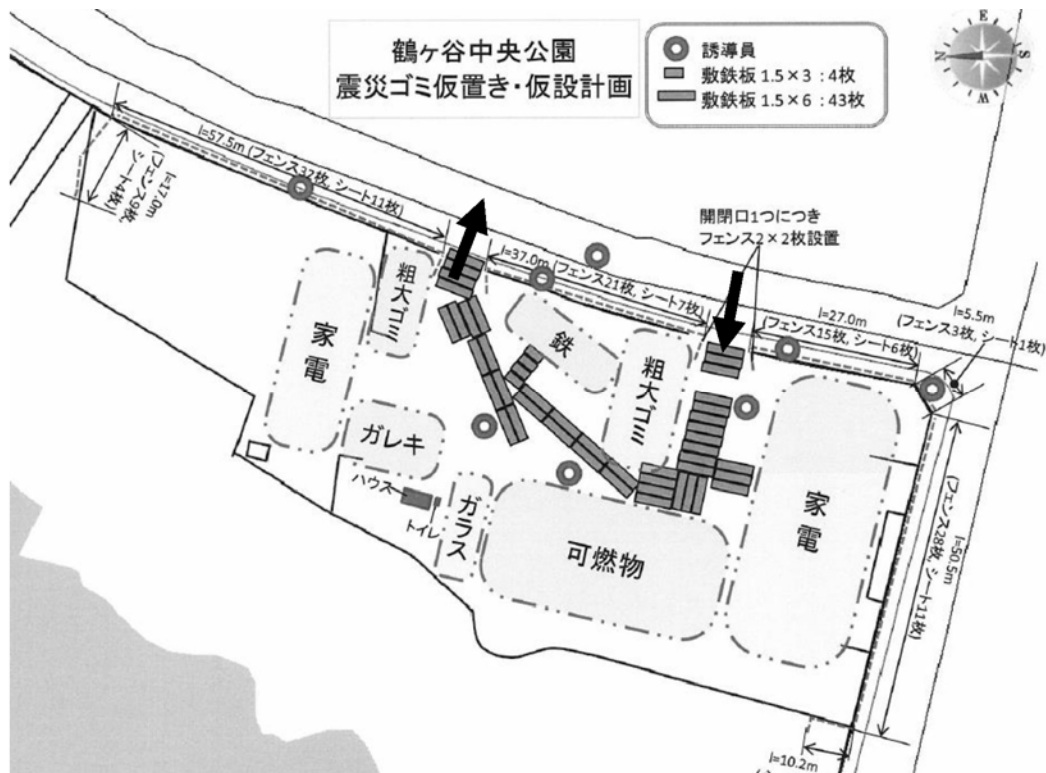 鶴ヶ谷中央公園
震災ゴミ仮置き・仮設計画
誘導員
敷鉄板 1.5×3 : 4枚
敷鉄板 1.5×6 : 43枚
E
N
S
W
l=57.5m (フェンス32枚, シート11枚)
l=17.0m
(フェンス9枚,
シート4枚)
開閉口1つにつき
フェンス2×2枚設置
l=37.0m (フェンス21枚, シート7枚)
l=27.0m
(フェンス15枚, シート6枚)
l=5.5m
(フェンス3枚, シート1枚)
粗大ゴミ
家電
鉄
粗大ゴミ
ガレキ
ハウス
トイレ
ガラス
可燃物
家電
l=50.5m
(フェンス28枚, シート11枚)
l=10.2m